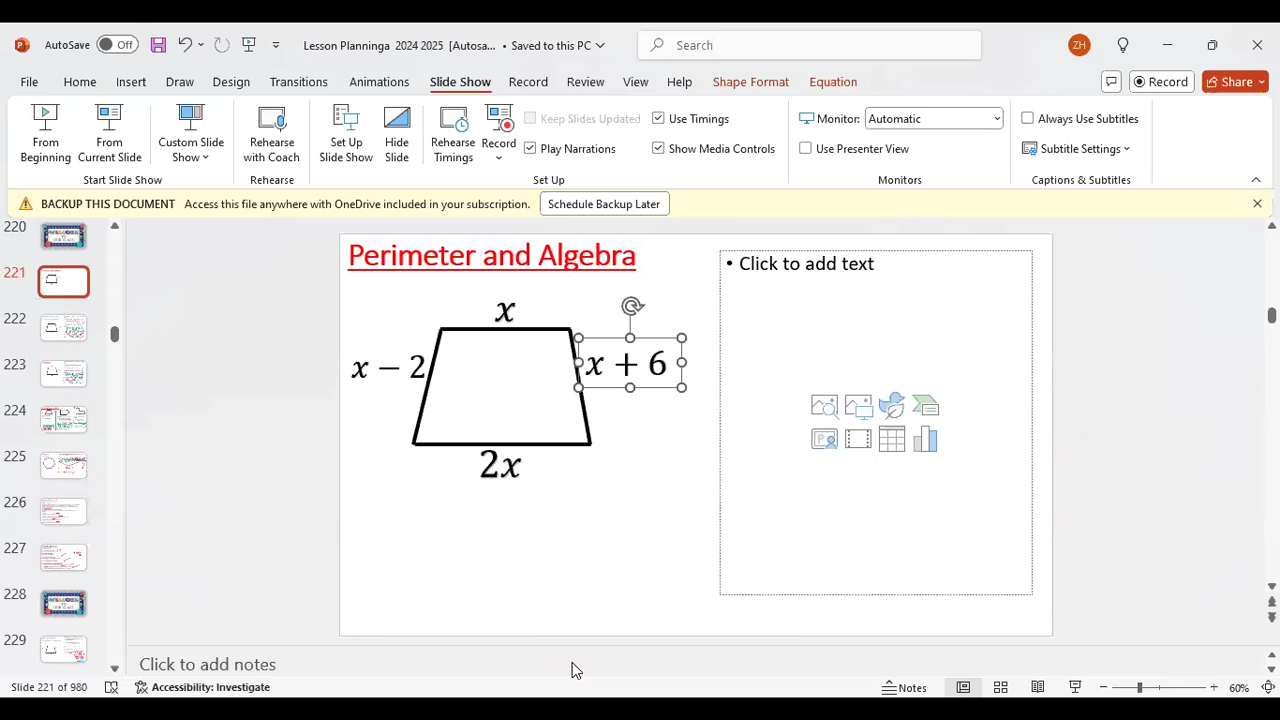 AutoSave Off Lesson Planninga 2024 2025 [Autosa... • Saved to this PC Search ZH
File Home Insert Draw Design Transitions Animations Slide Show Record Review View Help Shape Format Equation Record Share
From Beginning
From Current Slide
Custom Slide Show
Start Slide Show
Rehearse with Coach
Rehearse
Set Up Slide Show
Hide Slide
Rehearse Timings
Record
Keep Slides Updated
Play Narrations
Use Timings
Show Media Controls
Set Up
Monitor: Automatic
Use Presenter View
Monitors
Always Use Subtitles
Subtitle Settings
Captions & Subtitles
BACKUP THIS DOCUMENT Access this file anywhere with OneDrive included in your subscription. Schedule Backup Later
220
221
222
223
224
225
226
227
228
229
Perimeter and Algebra
x
x − 2
x + 6
2x
• Click to add text
Click to add notes
Slide 221 of 980 Accessibility: Investigate Notes 60%